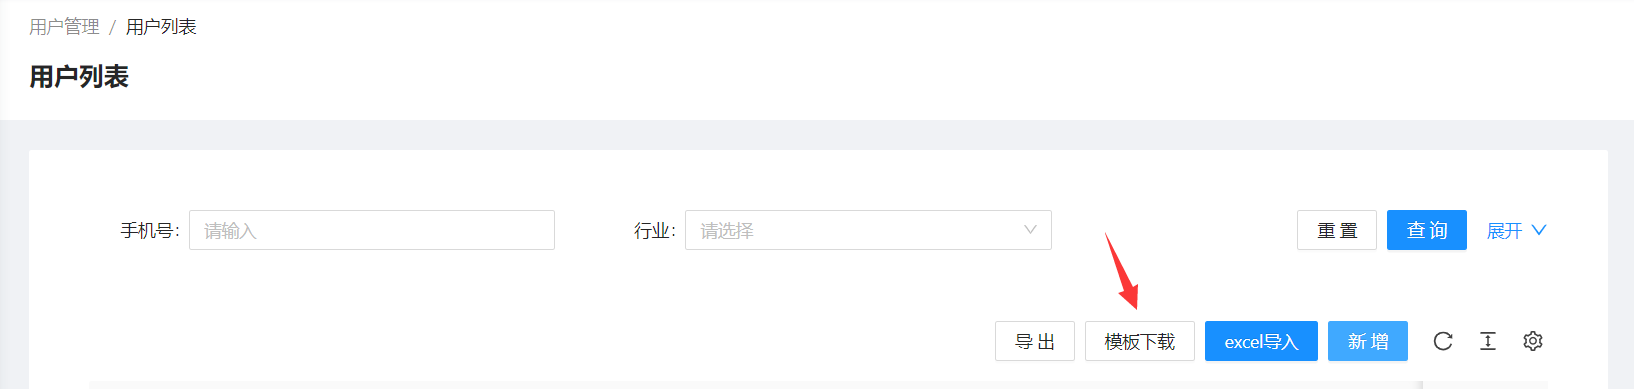 用户管理 / 用户列表
用户列表
手机号: 请输入 行业: 请选择 重置 查询 展开
导出 模板下载 excel导入 新增